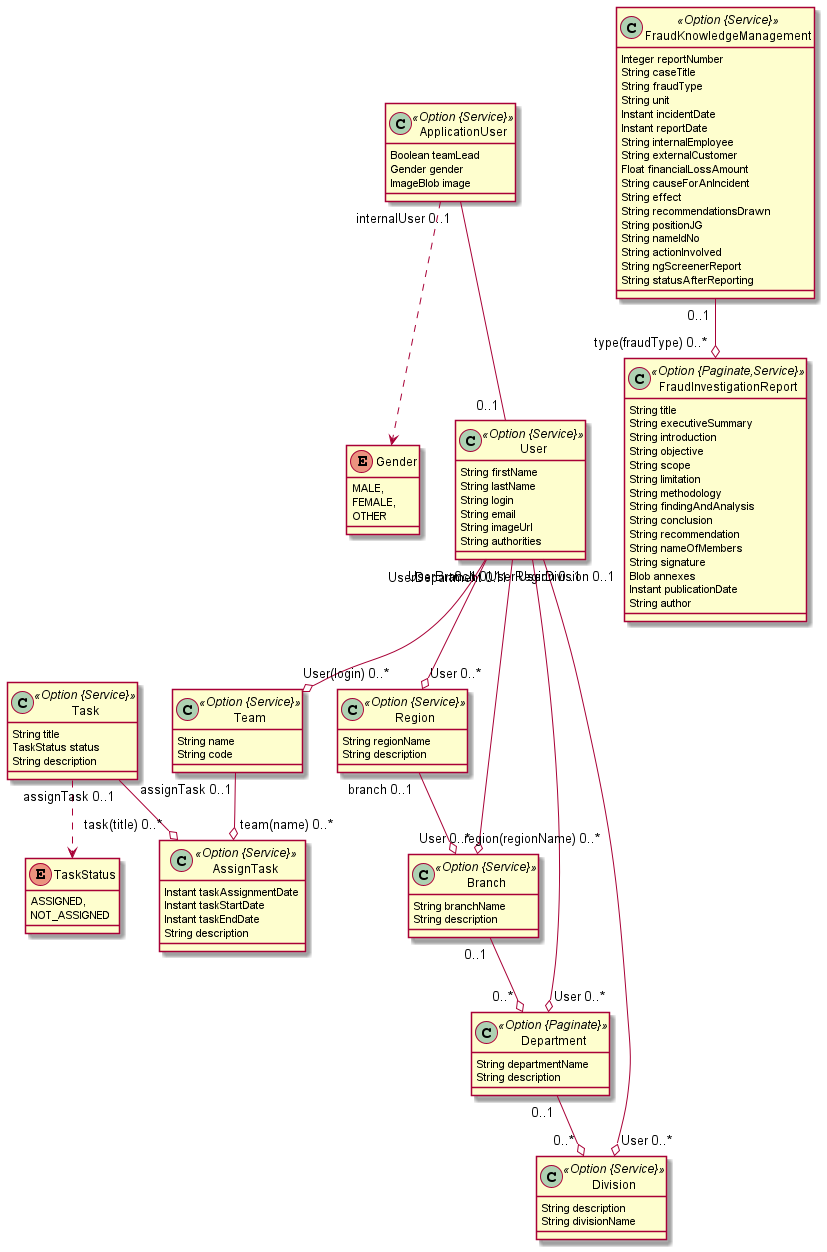 «Option {Service}»
C FraudKnowledgeManagement
Integer reportNumber
String caseTitle
String fraudType
String unit
Instant incidentDate
Instant reportDate
String internalEmployee
String externalCustomer
Float financialLossAmount
String causeForAnIncident
String effect
String recommendationsDrawn
String positionJG
String nameIdNo
String actionInvolved
String ngScreenerReport
String statusAfterReporting
«Option {Service}»
C ApplicationUser
Boolean teamLead
Gender gender
ImageBlob image
internalUser 0..1
0..1
type(fraudType) 0..*
«Option {Paginate,Service}»
C FraudInvestigationReport
String title
String executiveSummary
String introduction
String objective
String scope
String limitation
String methodology
String findingAndAnalysis
String conclusion
String recommendation
String nameOfMembers
String signature
Blob annexes
Instant publicationDate
String author
0..1
E Gender
MALE,
FEMALE,
OTHER
«Option {Service}»
C User
String firstName
String lastName
String login
String email
String imageUrl
String authorities
0..1
User(login) 0..*
User 0..*
«Option {Service}»
C Task
String title
TaskStatus status
String description
«Option {Service}»
C Team
String name
String code
«Option {Service}»
C Region
String regionName
String description
assignTask 0..1
assignTask 0..1
branch 0..1
task(title) 0..*
team(name) 0..*
User 0..*
region(regionName) 0..*
E TaskStatus
ASSIGNED,
NOT_ASSIGNED
«Option {Service}»
C AssignTask
Instant taskAssignmentDate
Instant taskStartDate
Instant taskEndDate
String description
«Option {Service}»
C Branch
String branchName
String description
0..1
0..*
User 0..*
«Option {Paginate}»
C Department
String departmentName
String description
0..1
0..*
User 0..*
«Option {Service}»
C Division
String description
String divisionName